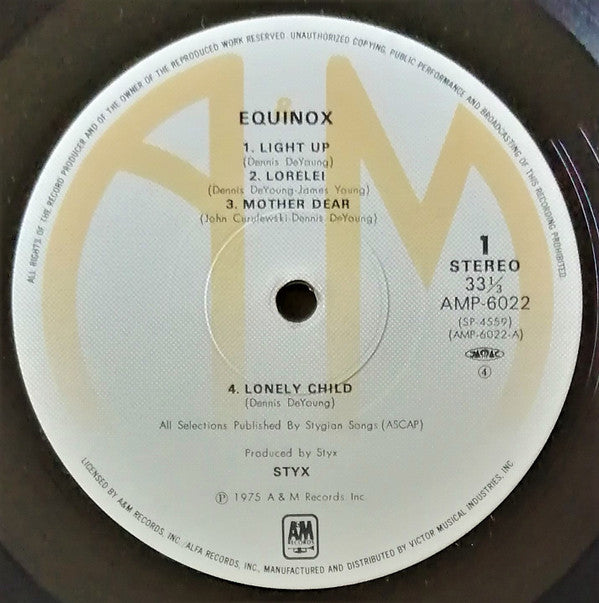 ALL RIGHTS OF THE RECORD PRODUCER AND OF THE OWNER OF THE REPRODUCED WORK RESERVED. UNAUTHORIZED COPYING, PUBLIC PERFORMANCE AND BROADCASTING OF THIS RECORDING PROHIBITED.
A&M
EQUINOX
1. LIGHT UP
(Dennis DeYoung)
2. LORELEI
(Dennis DeYoung-James Young)
3. MOTHER DEAR
(John Curulewski-Dennis DeYoung)
1
STEREO
33⅓
AMP-6022
(SP-4559)
(AMP-6022-A)
④
4. LONELY CHILD
(Dennis DeYoung)
All Selections Published By Stygian Songs (ASCAP)
Produced by Styx
STYX
℗ 1975 A & M Records, Inc.
A&M
RECORDS
LICENSED BY A&M RECORDS, INC./ALFA RECORDS, INC., MANUFACTURED AND DISTRIBUTED BY VICTOR MUSICAL INDUSTRIES, INC